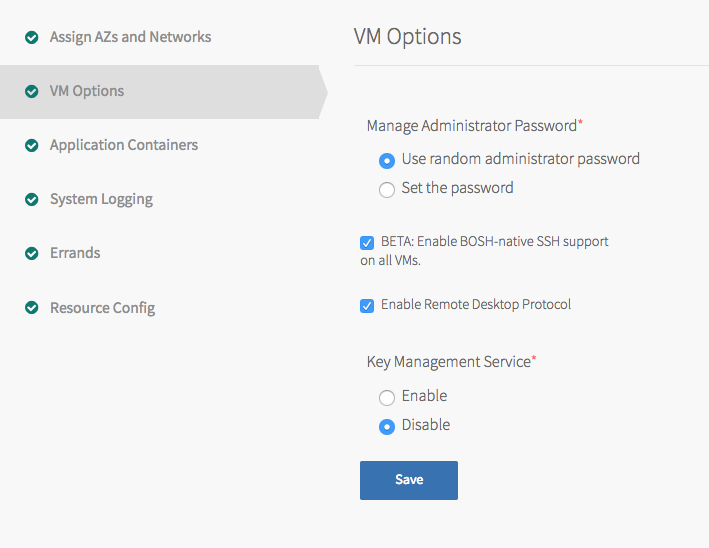 Assign AZs and Networks
VM Options
Application Containers
System Logging
Errands
Resource Config
VM Options
Manage Administrator Password*
Use random administrator password
Set the password
BETA: Enable BOSH-native SSH support
on all VMs.
Enable Remote Desktop Protocol
Key Management Service*
Enable
Disable
Save